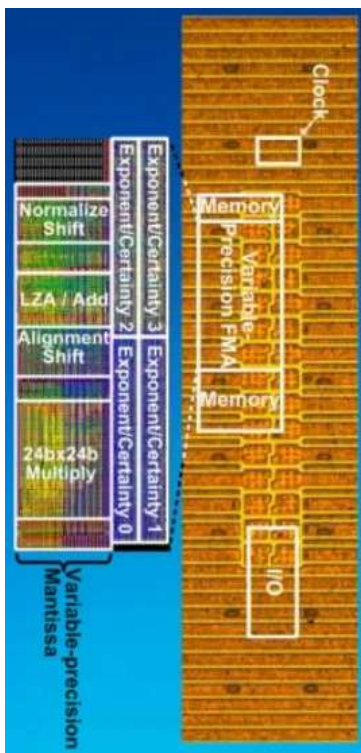 Clock
Memory
Variable-
Precision FMA
Memory
I/O
Exponent/Certainty 3
Exponent/Certainty 2
Exponent/Certainty 1
Exponent/Certainty 0
Normalize
Shift
LZA / Add
Alignment
Shift
24bx24b
Multiply
Variable-precision
Mantissa